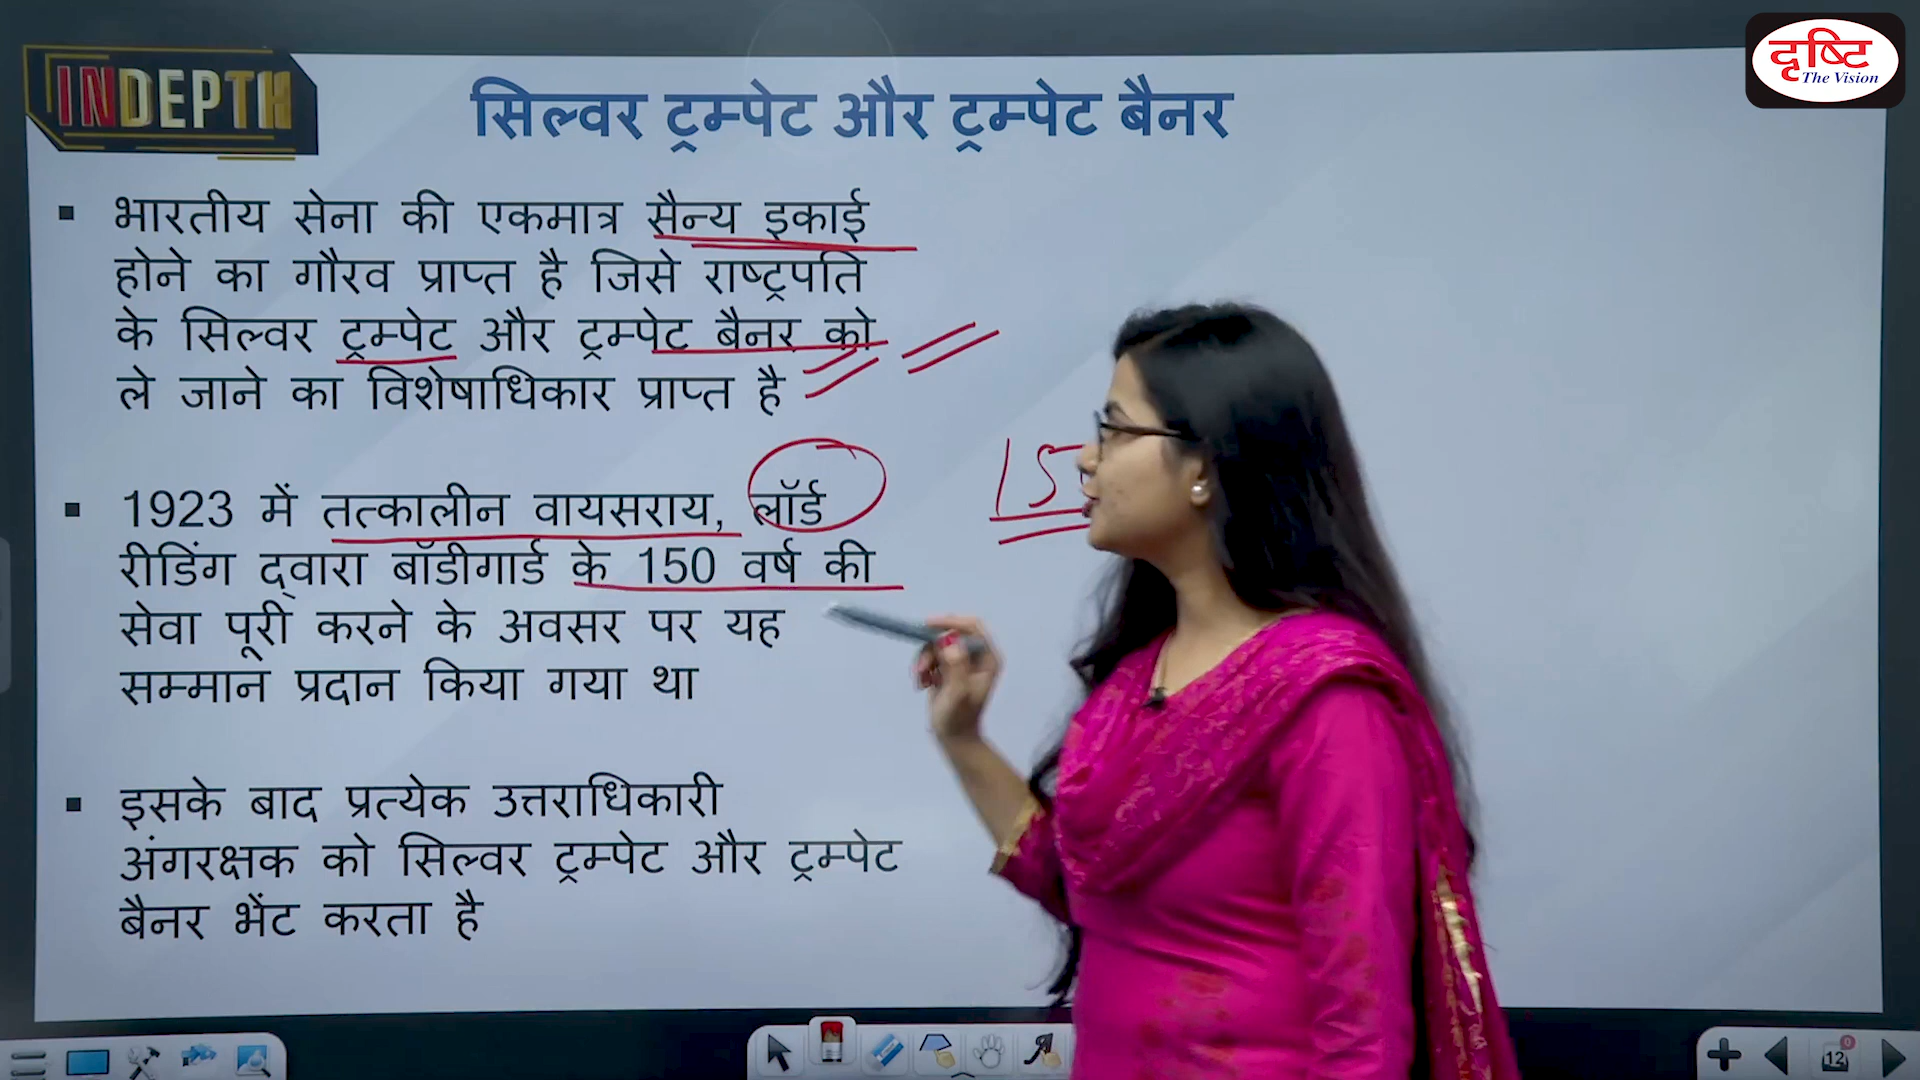 INDEPTH
दृष्टि
The Vision
सिल्वर ट्रम्पेट और ट्रम्पेट बैनर
▪ भारतीय सेना की एकमात्र सैन्य इकाई
होने का गौरव प्राप्त है जिसे राष्ट्रपति
के सिल्वर ट्रम्पेट और ट्रम्पेट बैनर को
ले जाने का विशेषाधिकार प्राप्त है
▪ 1923 में तत्कालीन वायसराय, लॉर्ड
रीडिंग द्वारा बॉडीगार्ड के 150 वर्ष की
सेवा पूरी करने के अवसर पर यह
सम्मान प्रदान किया गया था
▪ इसके बाद प्रत्येक उत्तराधिकारी
अंगरक्षक को सिल्वर ट्रम्पेट और ट्रम्पेट
बैनर भेंट करता है
12
0